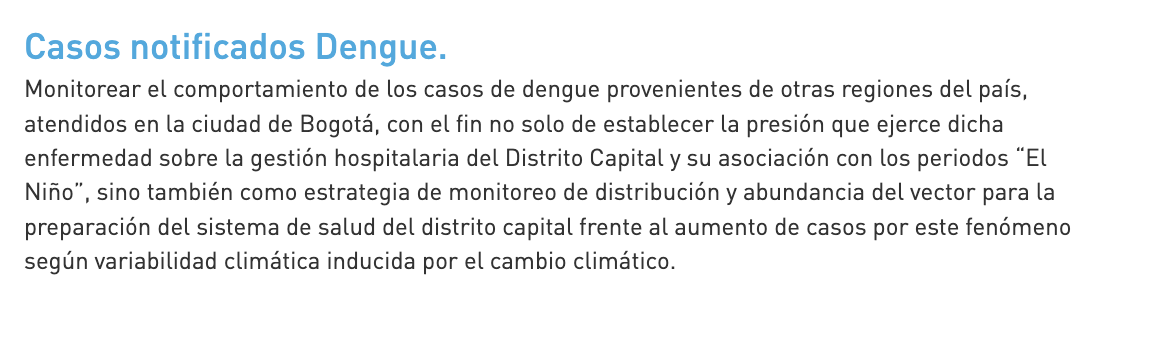 Casos notificados Dengue.
Monitorear el comportamiento de los casos de dengue provenientes de otras regiones del país,
atendidos en la ciudad de Bogotá, con el fin no solo de establecer la presión que ejerce dicha
enfermedad sobre la gestión hospitalaria del Distrito Capital y su asociación con los periodos “El
Niño”, sino también como estrategia de monitoreo de distribución y abundancia del vector para la
preparación del sistema de salud del distrito capital frente al aumento de casos por este fenómeno
según variabilidad climática inducida por el cambio climático.